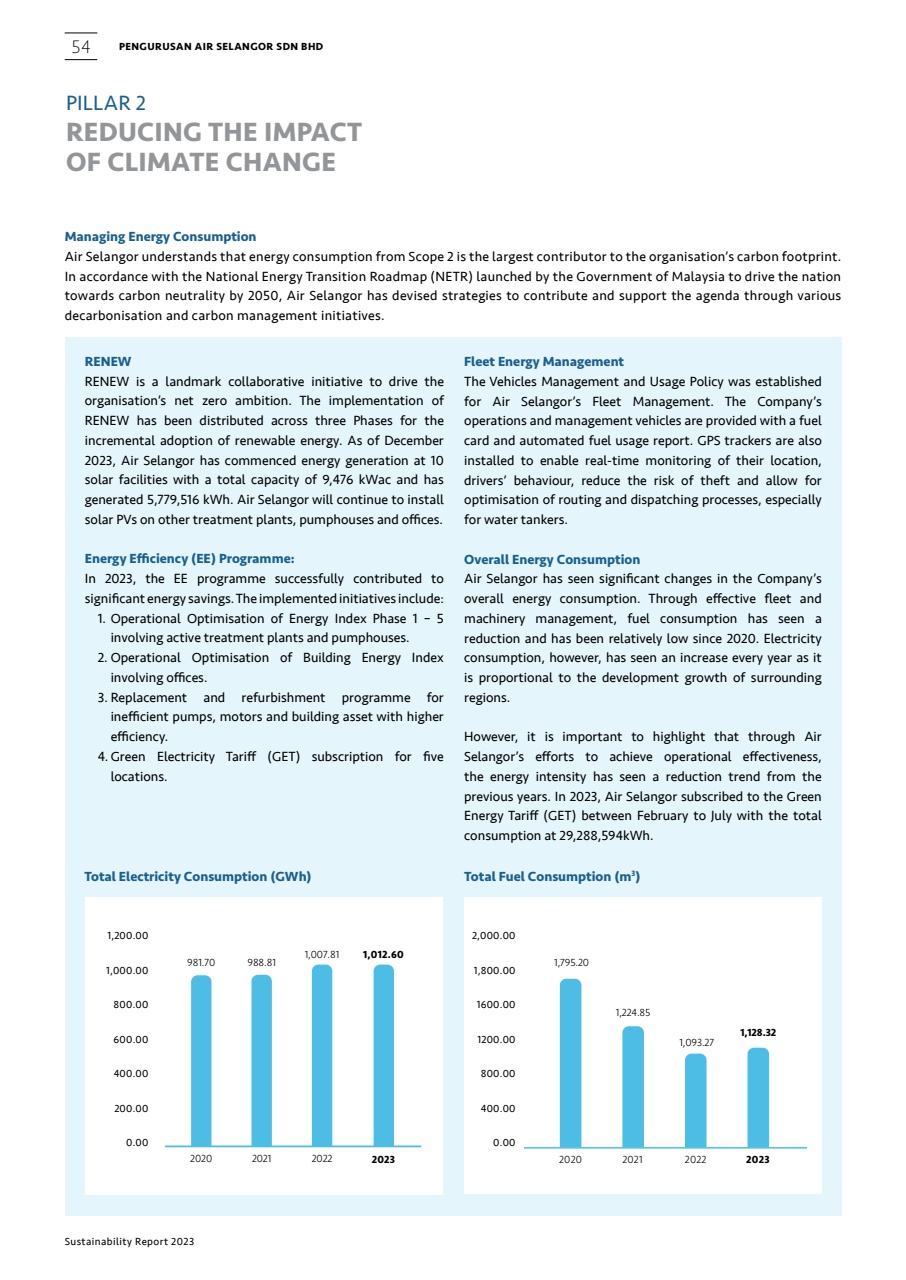 54
PENGURUSAN AIR SELANGOR SDN BHD
PILLAR 2
REDUCING THE IMPACT
OF CLIMATE CHANGE
Managing Energy Consumption
Air Selangor understands that energy consumption from Scope 2 is the largest contributor to the organisation's carbon footprint.
In accordance with the National Energy Transition Roadmap (NETR) launched by the Government of Malaysia to drive the nation
towards carbon neutrality by 2050, Air Selangor has devised strategies to contribute and support the agenda through various
decarbonisation and carbon management initiatives.
RENEW
RENEW is a landmark collaborative initiative to drive the
organisation's net zero ambition. The implementation of
RENEW has been distributed across three Phases for the
incremental adoption of renewable energy. As of December
2023, Air Selangor has commenced energy generation at 10
solar facilities with a total capacity of 9,476 kWac and has
generated 5,779,516 kWh. Air Selangor will continue to install
solar PVs on other treatment plants, pumphouses and offices.
Energy Efficiency (EE) Programme:
In 2023, the EE programme successfully contributed to
significant energy savings. The implemented initiatives include:
1. Operational Optimisation of Energy Index Phase 1 – 5
involving active treatment plants and pumphouses.
2. Operational Optimisation of Building Energy Index
involving offices.
3. Replacement and refurbishment programme for
inefficient pumps, motors and building asset with higher
efficiency.
4. Green Electricity Tariff (GET) subscription for five
locations.
Fleet Energy Management
The Vehicles Management and Usage Policy was established
for Air Selangor's Fleet Management. The Company's
operations and management vehicles are provided with a fuel
card and automated fuel usage report. GPS trackers are also
installed to enable real-time monitoring of their location,
drivers' behaviour, reduce the risk of theft and allow for
optimisation of routing and dispatching processes, especially
for water tankers.
Overall Energy Consumption
Air Selangor has seen significant changes in the Company's
overall energy consumption. Through effective fleet and
machinery management, fuel consumption has seen a
reduction and has been relatively low since 2020. Electricity
consumption, however, has seen an increase every year as it
is proportional to the development growth of surrounding
regions.
However, it is important to highlight that through Air
Selangor's efforts to achieve operational effectiveness,
the energy intensity has seen a reduction trend from the
previous years. In 2023, Air Selangor subscribed to the Green
Energy Tariff (GET) between February to July with the total
consumption at 29,288,594kWh.
Total Electricity Consumption (GWh)
1,200.00
1,000.00
800.00
600.00
400.00
200.00
0.00
981.70
988.81
1,007.81
1,012.60
2020
2021
2022
2023
Total Fuel Consumption (m³)
2,000.00
1,800.00
1600.00
1200.00
800.00
400.00
0.00
1,795.20
1,224.85
1,093.27
1,128.32
2020
2021
2022
2023
Sustainability Report 2023